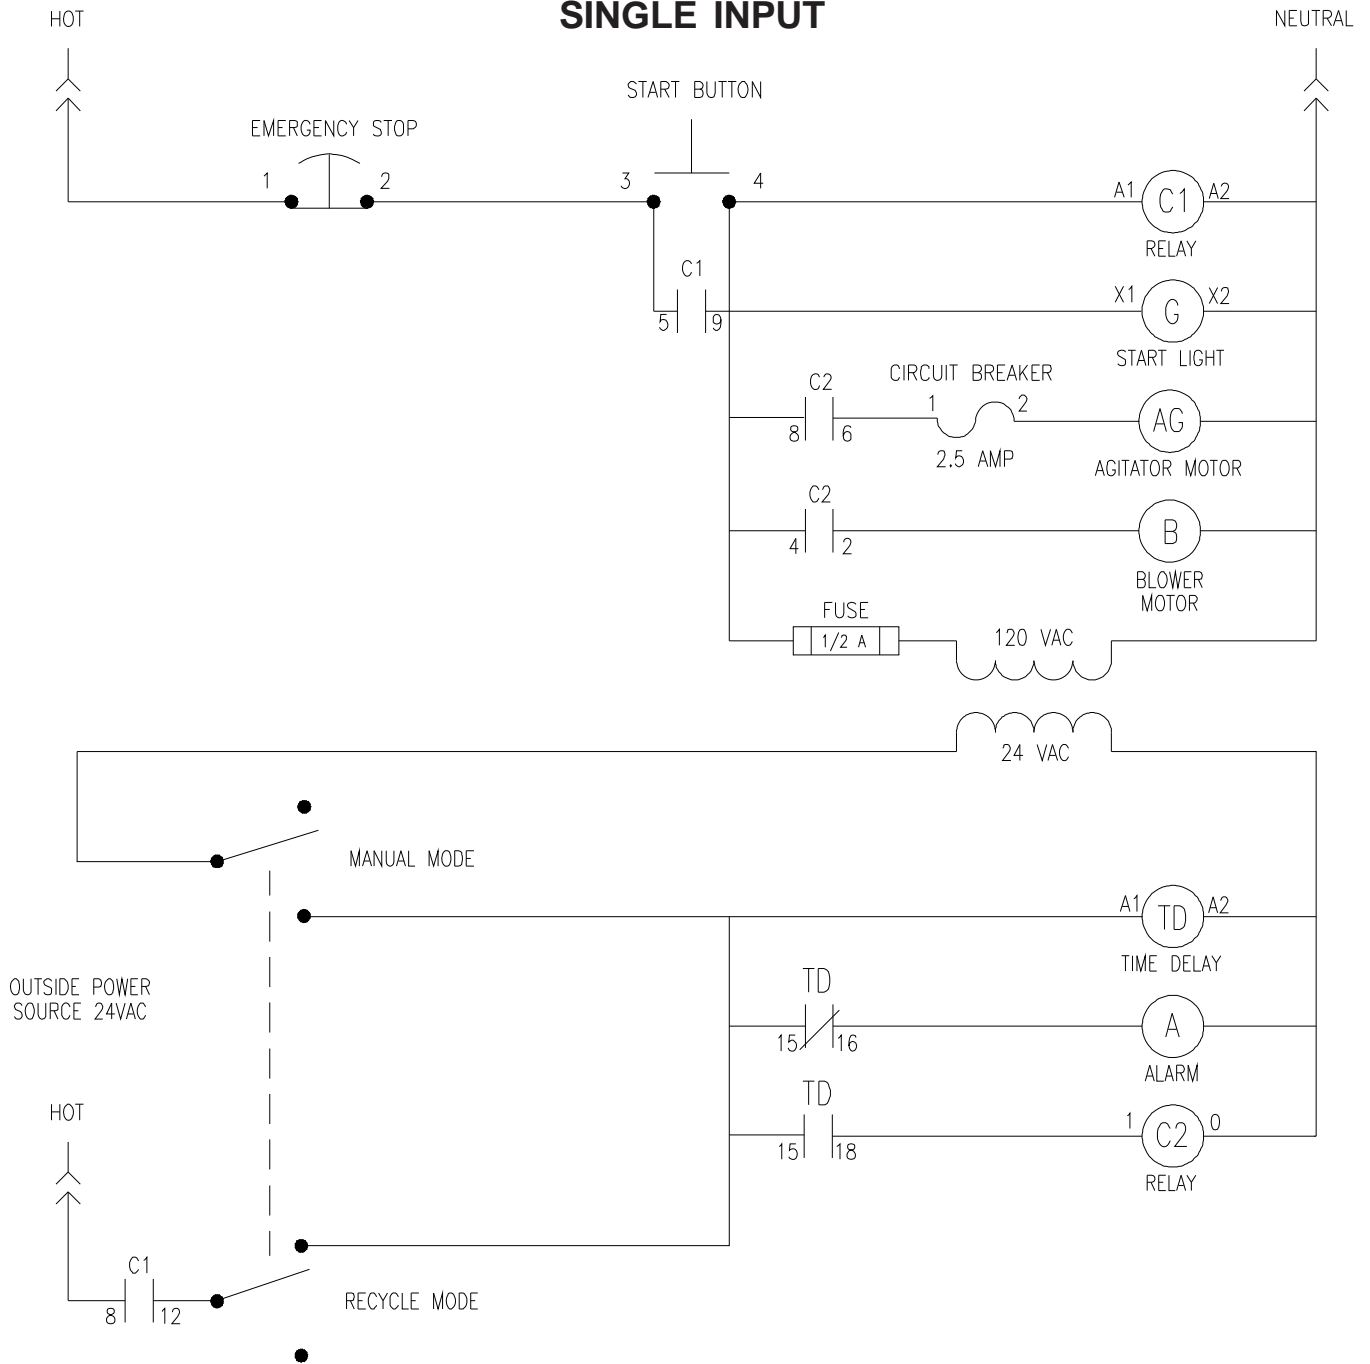 SINGLE INPUT
HOT
NEUTRAL
START BUTTON
EMERGENCY STOP
1
2
3
4
A1
C1
A2
RELAY
C1
5
9
X1
G
X2
START LIGHT
C2
8
6
CIRCUIT BREAKER
1
2
2.5 AMP
AG
AGITATOR MOTOR
C2
4
2
B
BLOWER
MOTOR
FUSE
1/2 A
120 VAC
24 VAC
MANUAL MODE
A1
TD
A2
TIME DELAY
OUTSIDE POWER
SOURCE 24VAC
TD
15
16
A
ALARM
TD
15
18
1
C2
0
RELAY
HOT
C1
8
12
RECYCLE MODE